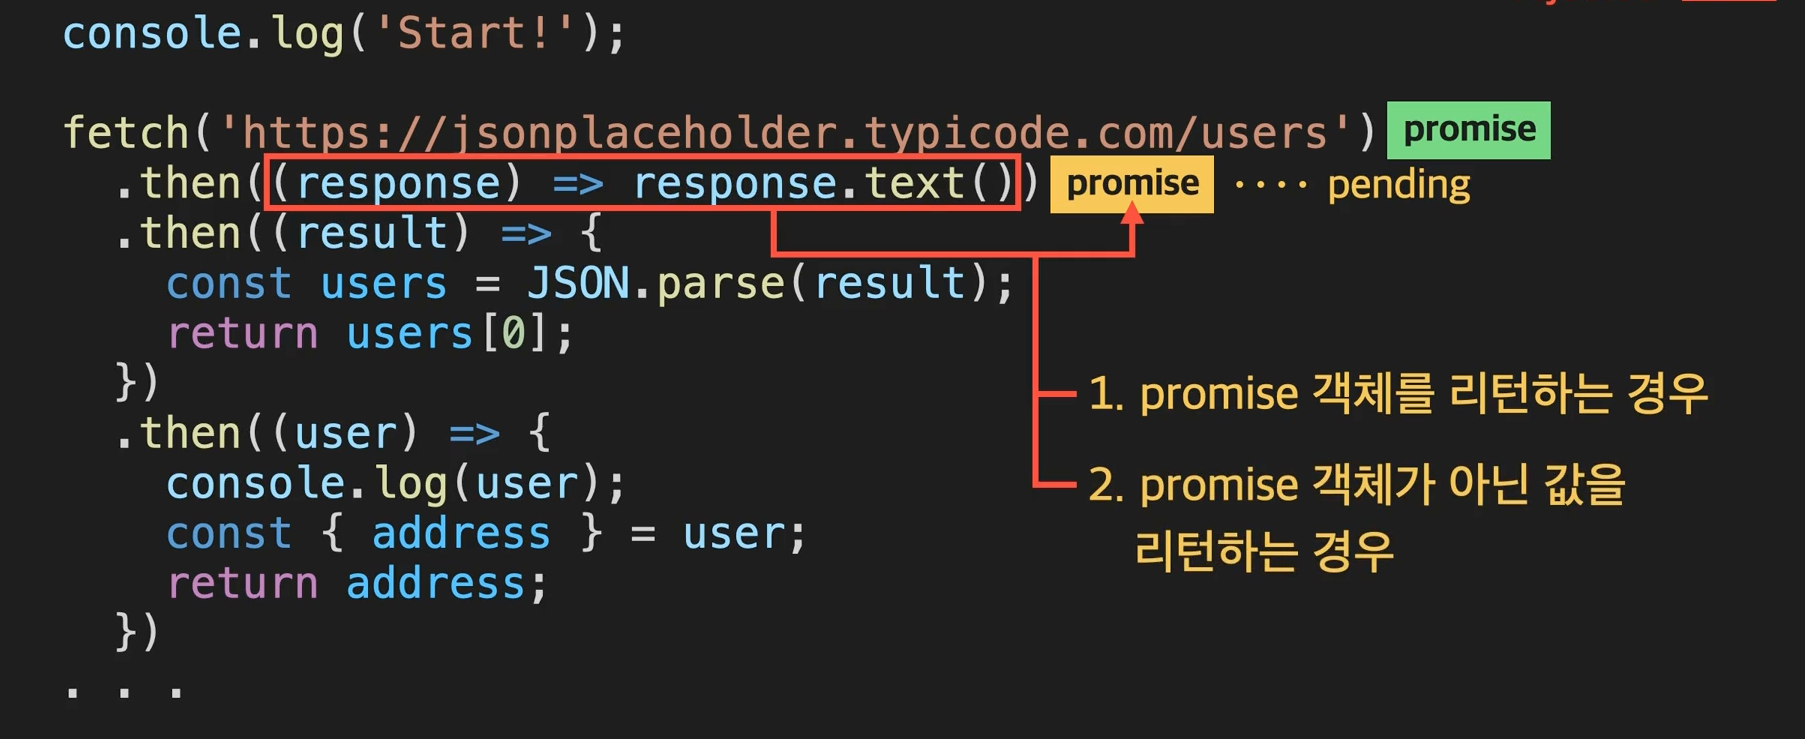 console.log('Start!');
fetch('https://jsonplaceholder.typicode.com/users') promise
.then((response) => response.text()) promise ···· pending
.then((result) => {
const users = JSON.parse(result);
return users[0];
})
1. promise 객체를 리턴하는 경우
.then((user) => {
console.log(user);
2. promise 객체가 아닌 값을
리턴하는 경우
const { address } = user;
return address;
})
. . .